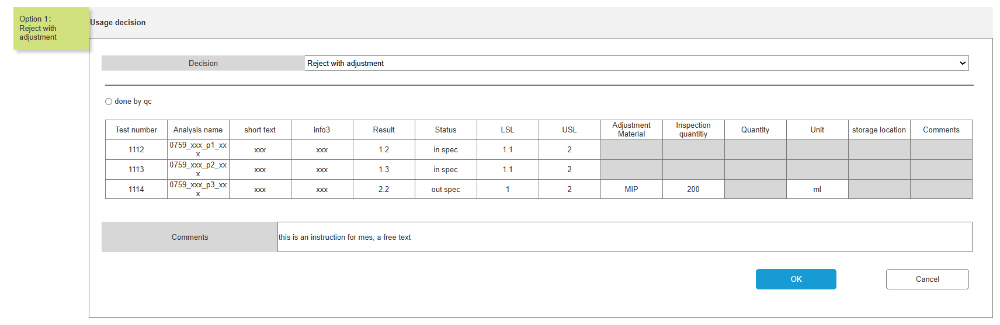 Option 1：
Reject with
adjustment
Usage decision
Decision
Reject with adjustment
done by qc
Test number Analysis name short text info3 Result Status LSL USL Adjustment Material Inspection quantitiy Quantity Unit storage location Comments
1112 0759_xxx_p1_xxx xxx xxx 1.2 in spec 1.1 2
1113 0759_xxx_p2_xxx xxx xxx 1.3 in spec 1.1 2
1114 0759_xxx_p3_xxx xxx xxx 2.2 out spec 1 2 MIP 200 ml
Comments
this is an instruction for mes, a free text
OK
Cancel